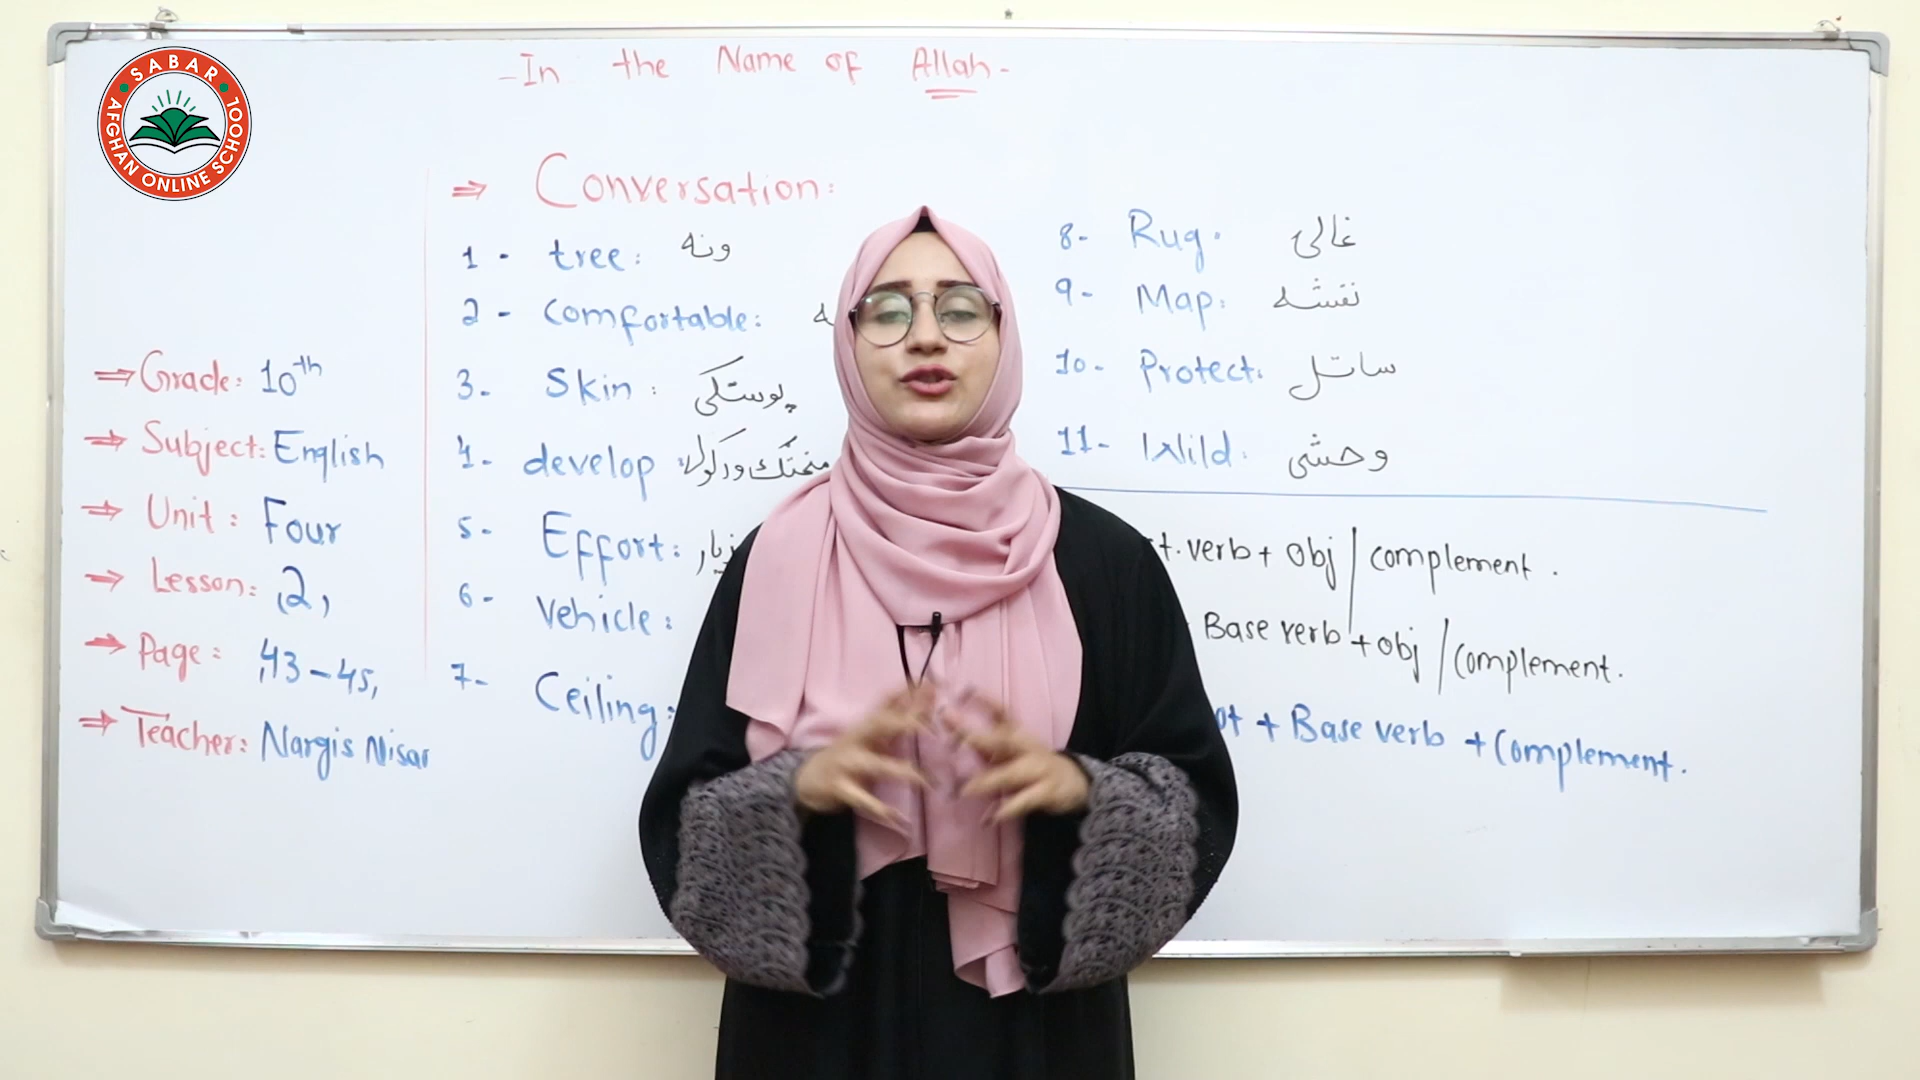 SABAR
AFGHAN ONLINE SCHOOL
-In the Name of Allah-
⇒ Grade: 10th
⇒ Subject: English
⇒ Unit: Four
⇒ Lesson: 2,
⇒ Page: 43-45,
⇒ Teacher: Nargis Nisar
⇒ Conversation:
1- tree: ونه
2- Comfortable:
3- Skin: پوستکی
4- develop
5- Effort:
6- Vehicle:
7- Ceiling:
8- Rug. غالۍ
9- Map: نقشه
10- Protect: ساتل
11- Wild. وحشی
t. verb + obj / complement.
Base verb + obj / complement.
ot + Base verb + Complement.